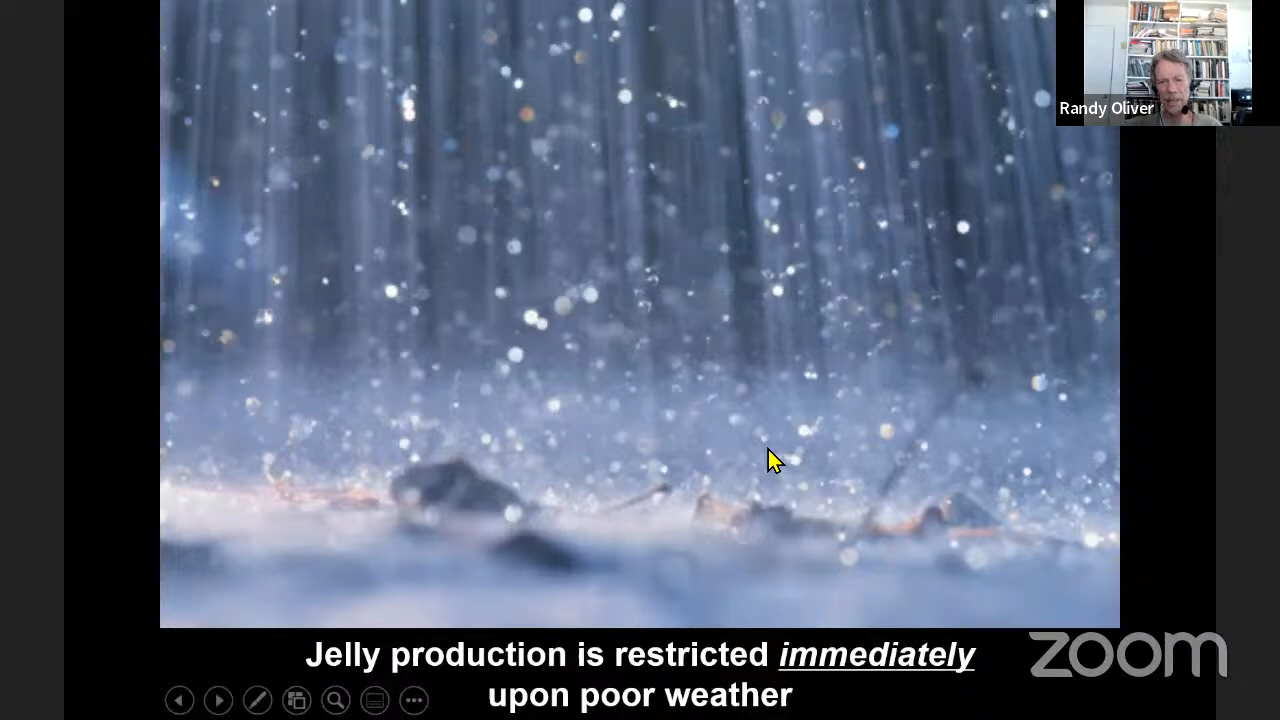 Randy Oliver
Jelly production is restricted immediately
upon poor weather
zoom